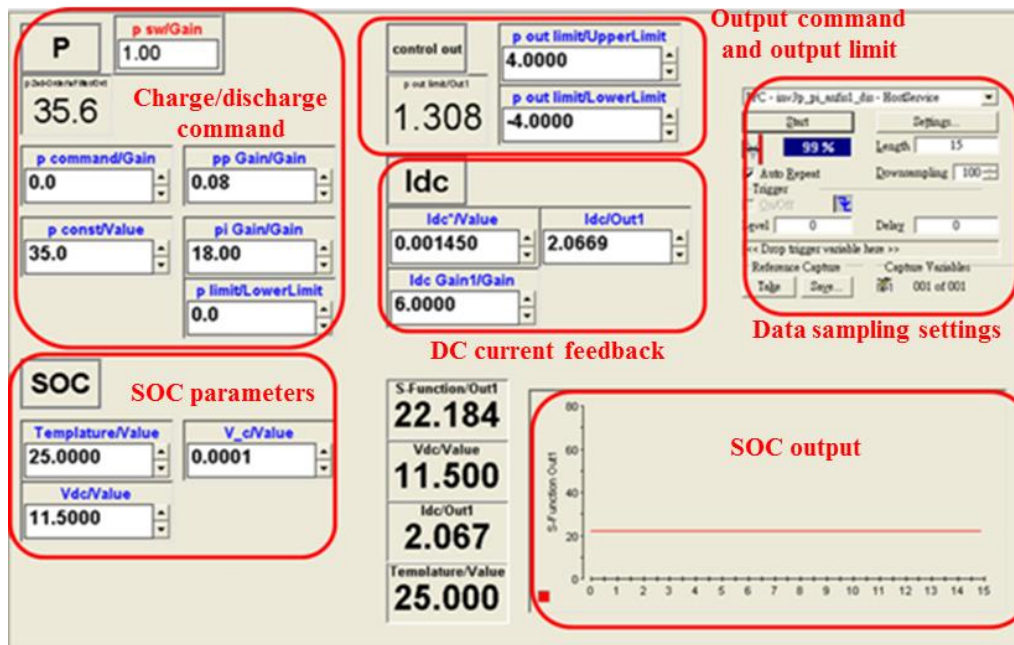 P
p sw/Gain
1.00
35.6
Charge/discharge
command
p command/Gain
0.0
pp Gain/Gain
0.08
p const/Value
35.0
pi Gain/Gain
18.00
p limit/LowerLimit
0.0
control out
p out limit/Out1
1.308
p out limit/UpperLimit
4.0000
p out limit/LowerLimit
-4.0000
Output command
and output limit
Idc
Idc*/Value
0.001450
Idc/Out1
2.0669
Idc Gain1/Gain
6.0000
DC current feedback
HostService
Start
Settings...
99 %
Length
15
Auto Repeat
Downsampling
100
Trigger
On/Off
Level
0
Delay
0
<< Drop trigger variable here >>
Reference Capture
Capture Variables
Take
Save...
001 of 001
Data sampling settings
SOC
SOC parameters
Templature/Value
25.0000
V_c/Value
0.0001
Vdc/Value
11.5000
S-Function/Out1
22.184
Vdc/Value
11.500
Idc/Out1
2.067
Templature/Value
25.000
SOC output
S-Function Out1
80
60
40
20
0
0 1 2 3 4 5 6 7 8 9 10 11 12 13 14 15